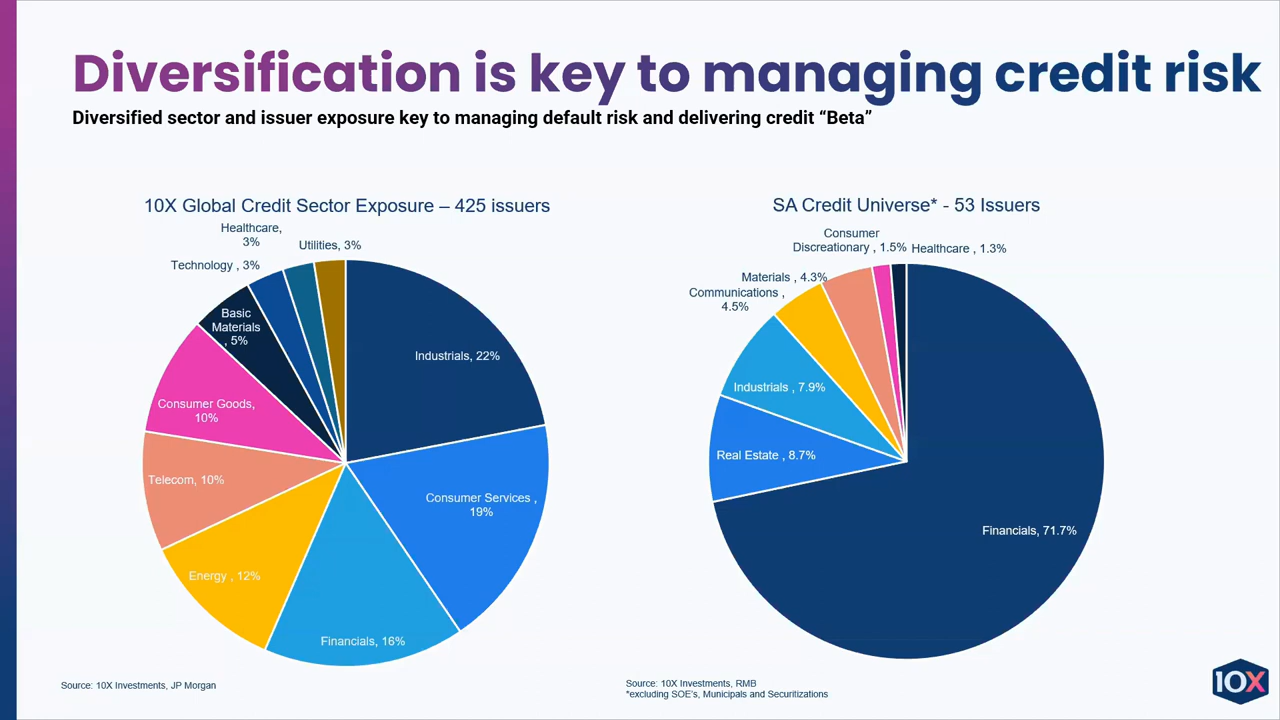 Diversification is key to managing credit risk
Diversified sector and issuer exposure key to managing default risk and delivering credit “Beta”
10X Global Credit Sector Exposure – 425 issuers
Healthcare,
3%
Utilities, 3%
Technology , 3%
Basic
Materials
, 5%
Industrials, 22%
Consumer Goods,
10%
Telecom, 10%
Consumer Services ,
19%
Energy , 12%
Financials, 16%
Source: 10X Investments, JP Morgan
SA Credit Universe* - 53 Issuers
Consumer
Discreationary , 1.5%
Healthcare , 1.3%
Materials , 4.3%
Communications ,
4.5%
Industrials , 7.9%
Real Estate , 8.7%
Financials, 71.7%
Source: 10X Investments, RMB
*excluding SOE's, Municipals and Securitizations
10X